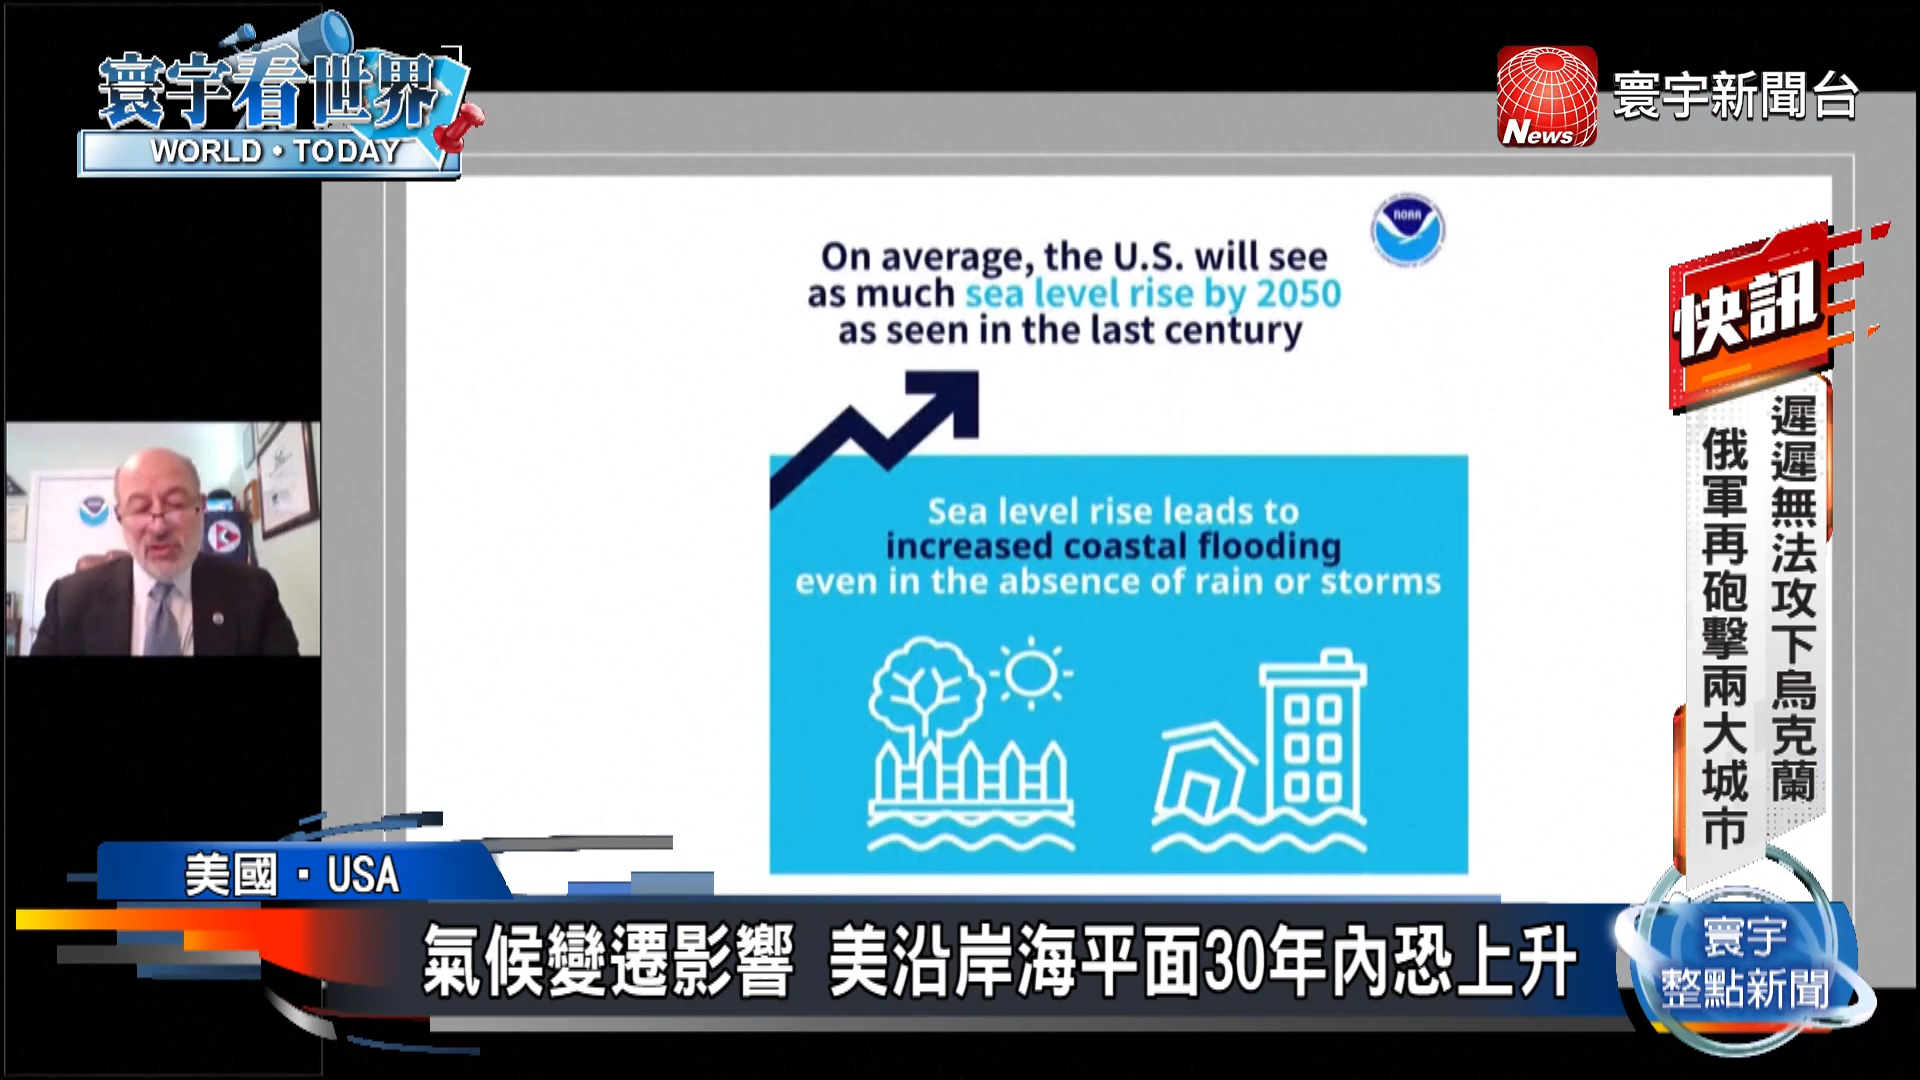 寰宇看世界
WORLD•TODAY
News
寰宇新聞台
NOAA
On average, the U.S. will see
as much sea level rise by 2050
as seen in the last century
Sea level rise leads to
increased coastal flooding
even in the absence of rain or storms
快訊
遲遲無法攻下烏克蘭
俄軍再砲擊兩大城市
美國・USA
氣候變遷影響 美沿岸海平面30年內恐上升
寰宇
整點新聞